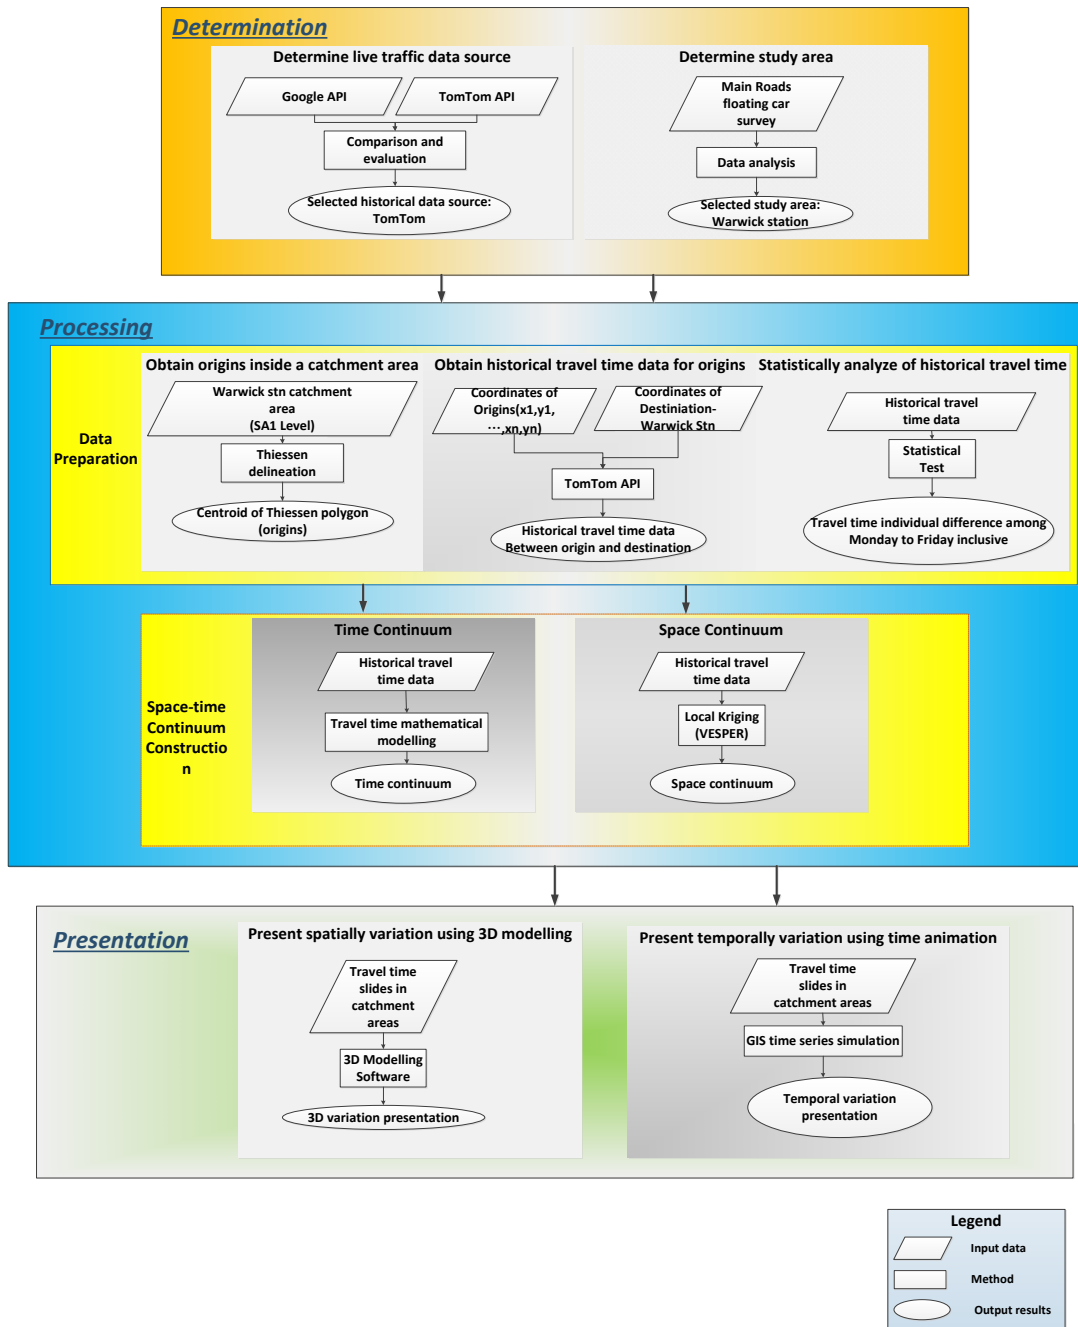 Determination
Determine live traffic data source
Google API
TomTom API
Comparison and
evaluation
Selected historical data source:
TomTom
Determine study area
Main Roads
floating car
survey
Data analysis
Selected study area:
Warwick station
Processing
Data
Preparation
Obtain origins inside a catchment area
Warwick stn catchment
area
(SA1 Level)
Thiessen
delineation
Centroid of Thiessen polygon
(origins)
Obtain historical travel time data for origins
Coordinates of
Origins(x1,y1,
⋯,xn,yn)
Coordinates of
Destiniation-
Warwick Stn
TomTom API
Historical travel time data
Between origin and destination
Statistically analyze of historical travel time
Historical travel
time data
Statistical
Test
Travel time individual difference among
Monday to Friday inclusive
Space-time
Continuum
Constructio
n
Time Continuum
Historical travel
time data
Travel time mathematical
modelling
Time continuum
Space Continuum
Historical travel
time data
Local Kriging
(VESPER)
Space continuum
Presentation
Present spatially variation using 3D modelling
Travel time
slides in
catchment
areas
3D Modelling
Software
3D variation presentation
Present temporally variation using time animation
Travel time
slides in
catchment areas
GIS time series simulation
Temporal variation
presentation
Legend
Input data
Method
Output results